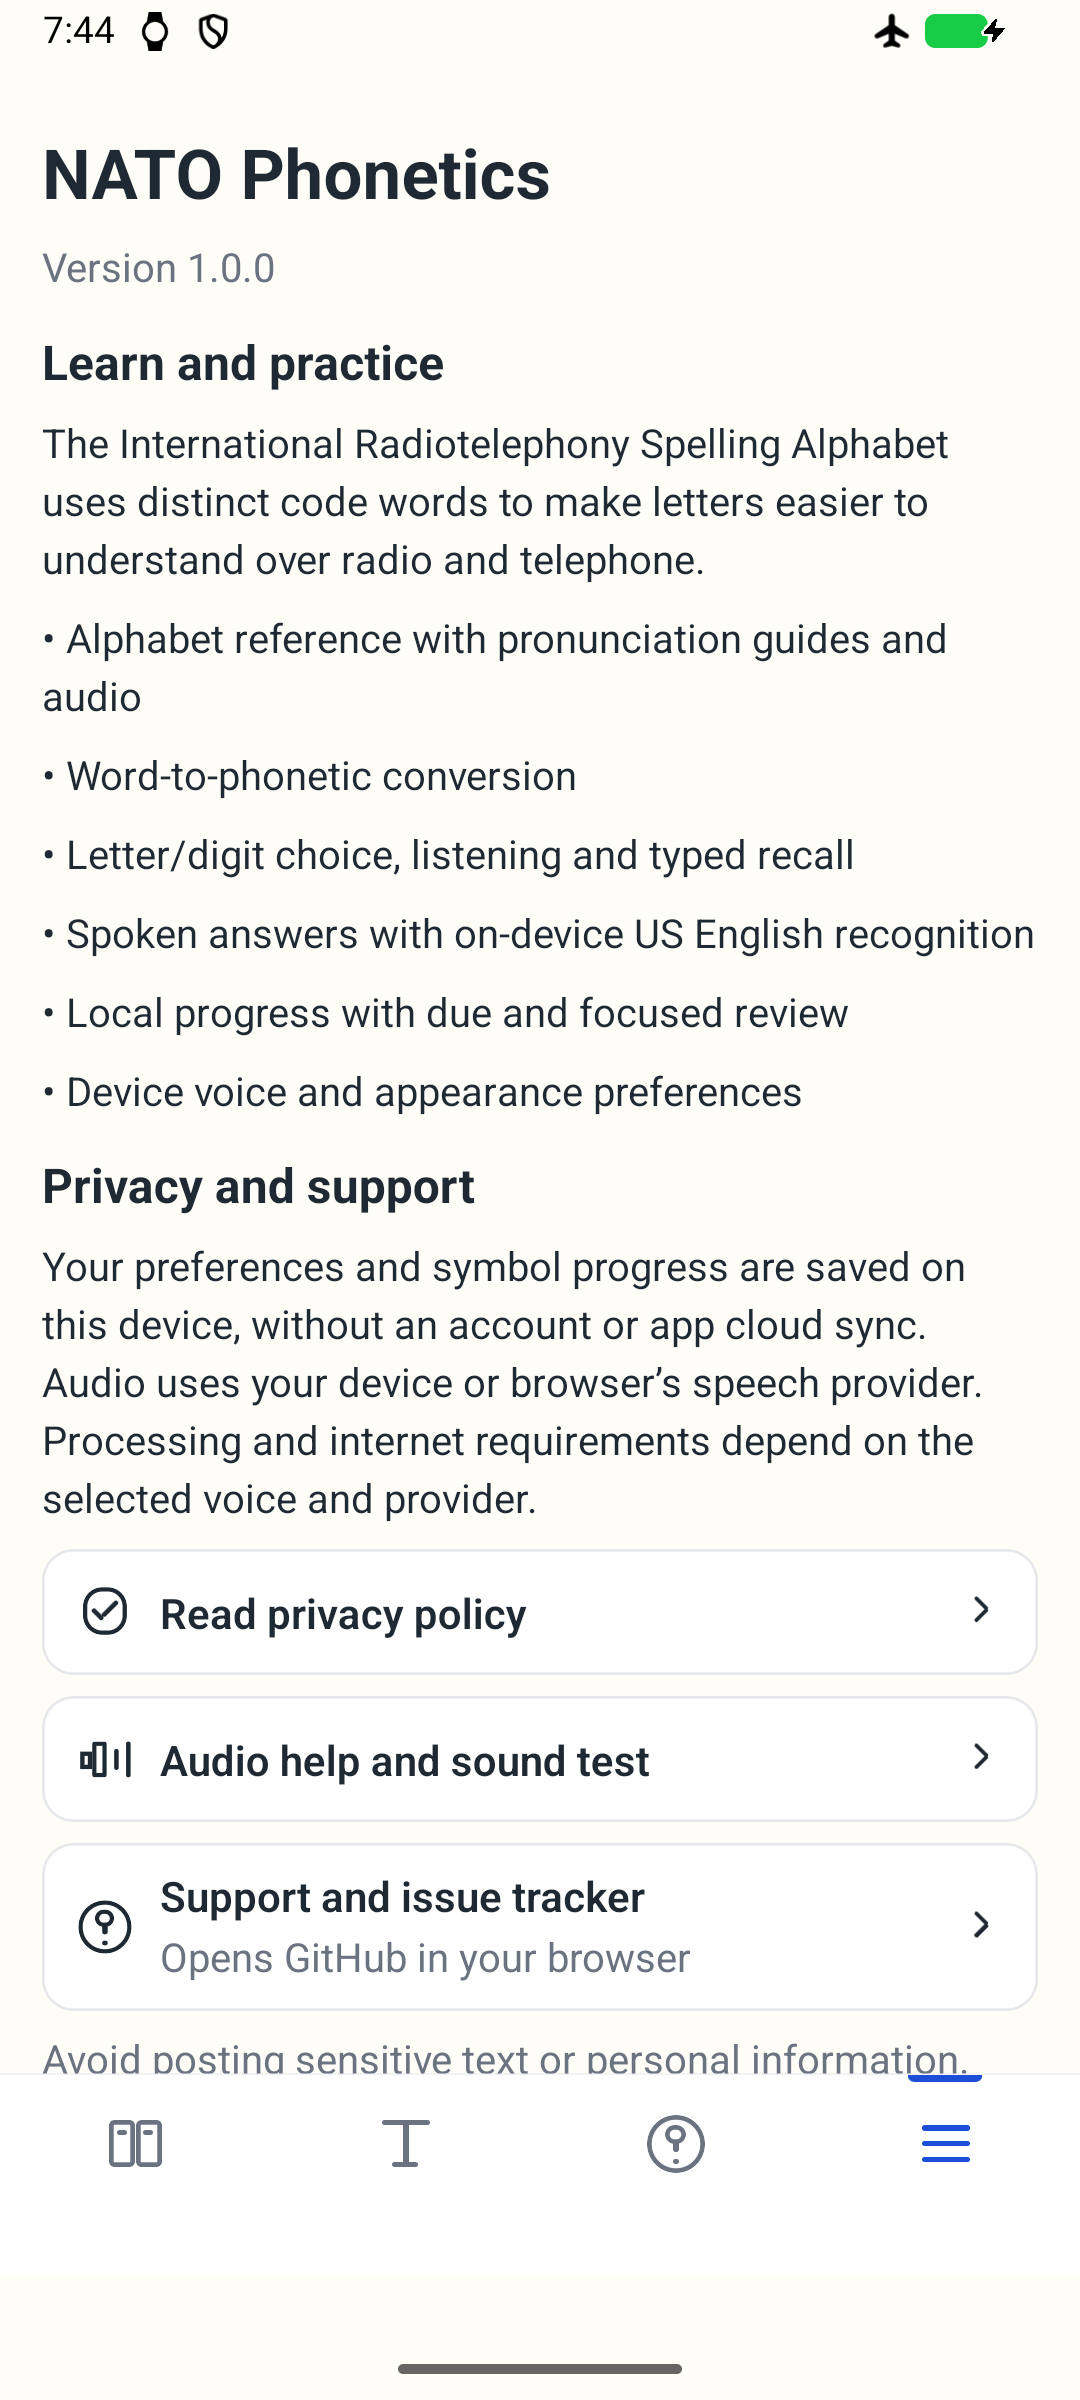 7:44
NATO Phonetics
Version 1.0.0
Learn and practice
The International Radiotelephony Spelling Alphabet
uses distinct code words to make letters easier to
understand over radio and telephone.
• Alphabet reference with pronunciation guides and
audio
• Word-to-phonetic conversion
• Letter/digit choice, listening and typed recall
• Spoken answers with on-device US English recognition
• Local progress with due and focused review
• Device voice and appearance preferences
Privacy and support
Your preferences and symbol progress are saved on
this device, without an account or app cloud sync.
Audio uses your device or browser’s speech provider.
Processing and internet requirements depend on the
selected voice and provider.
Read privacy policy
Audio help and sound test
Support and issue tracker
Opens GitHub in your browser
Avoid posting sensitive text or personal information.